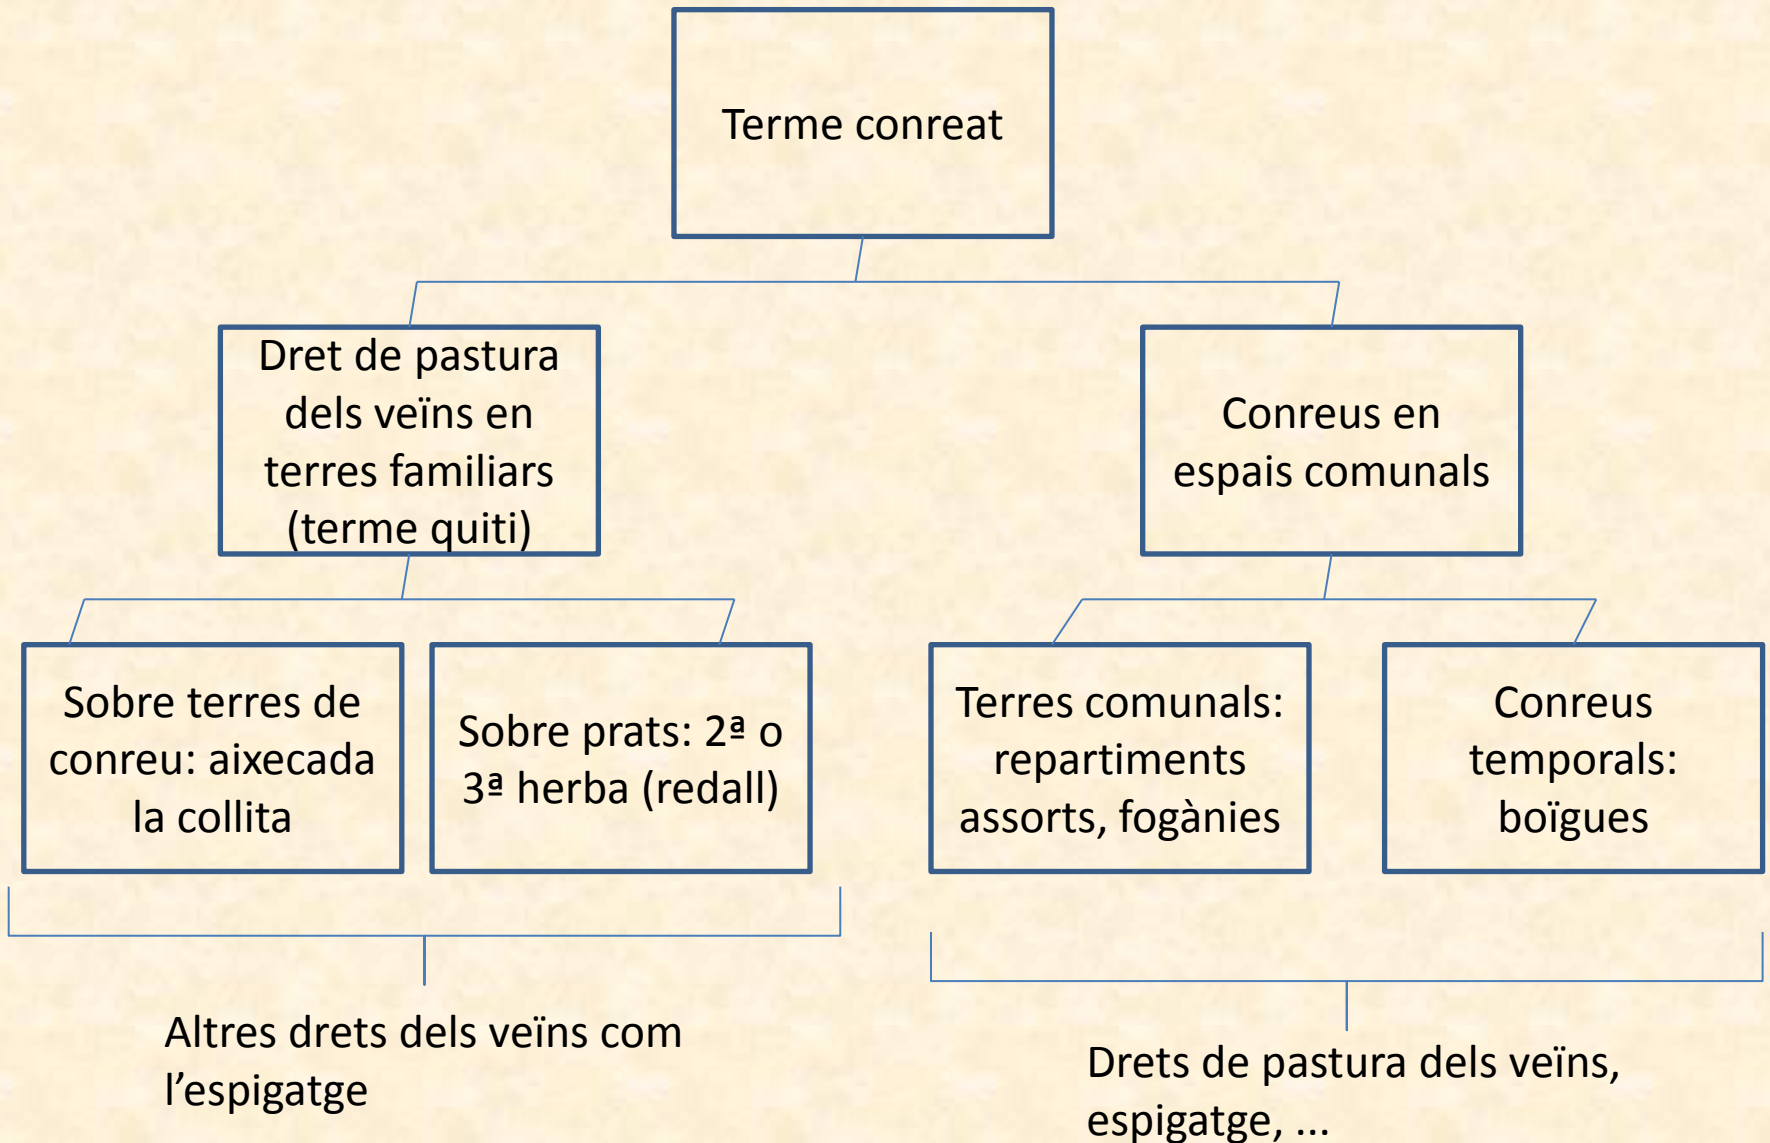 Terme conreat
Dret de pastura
dels veïns en
terres familiars
(terme quiti)
Conreus en
espais comunals
Sobre terres de
conreu: aixecada
la collita
Sobre prats: 2ª o
3ª herba (redall)
Terres comunals:
repartiments
assorts, fogànies
Conreus
temporals:
boïgues
Altres drets dels veïns com
l’espigatge
Drets de pastura dels veïns,
espigatge, ...